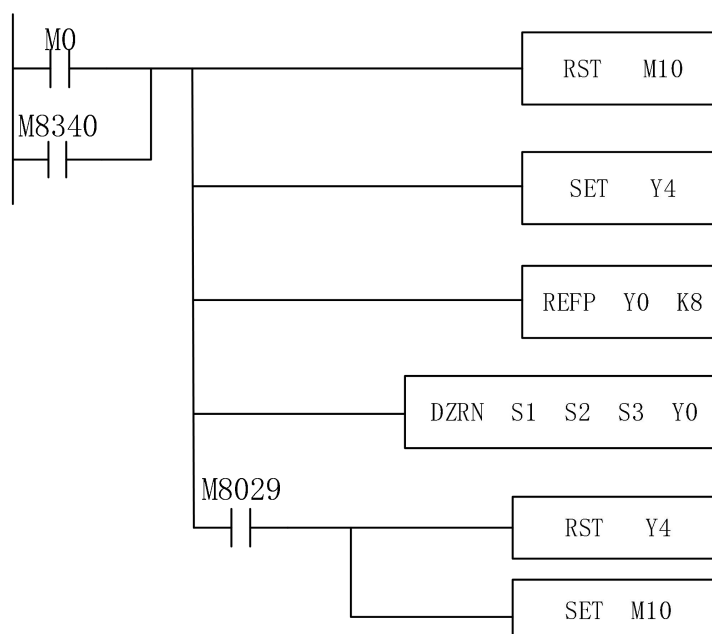 M0
RST M10
M8340
SET Y4
REFP Y0 K8
DZRN S1 S2 S3 Y0
M8029
RST Y4
SET M10